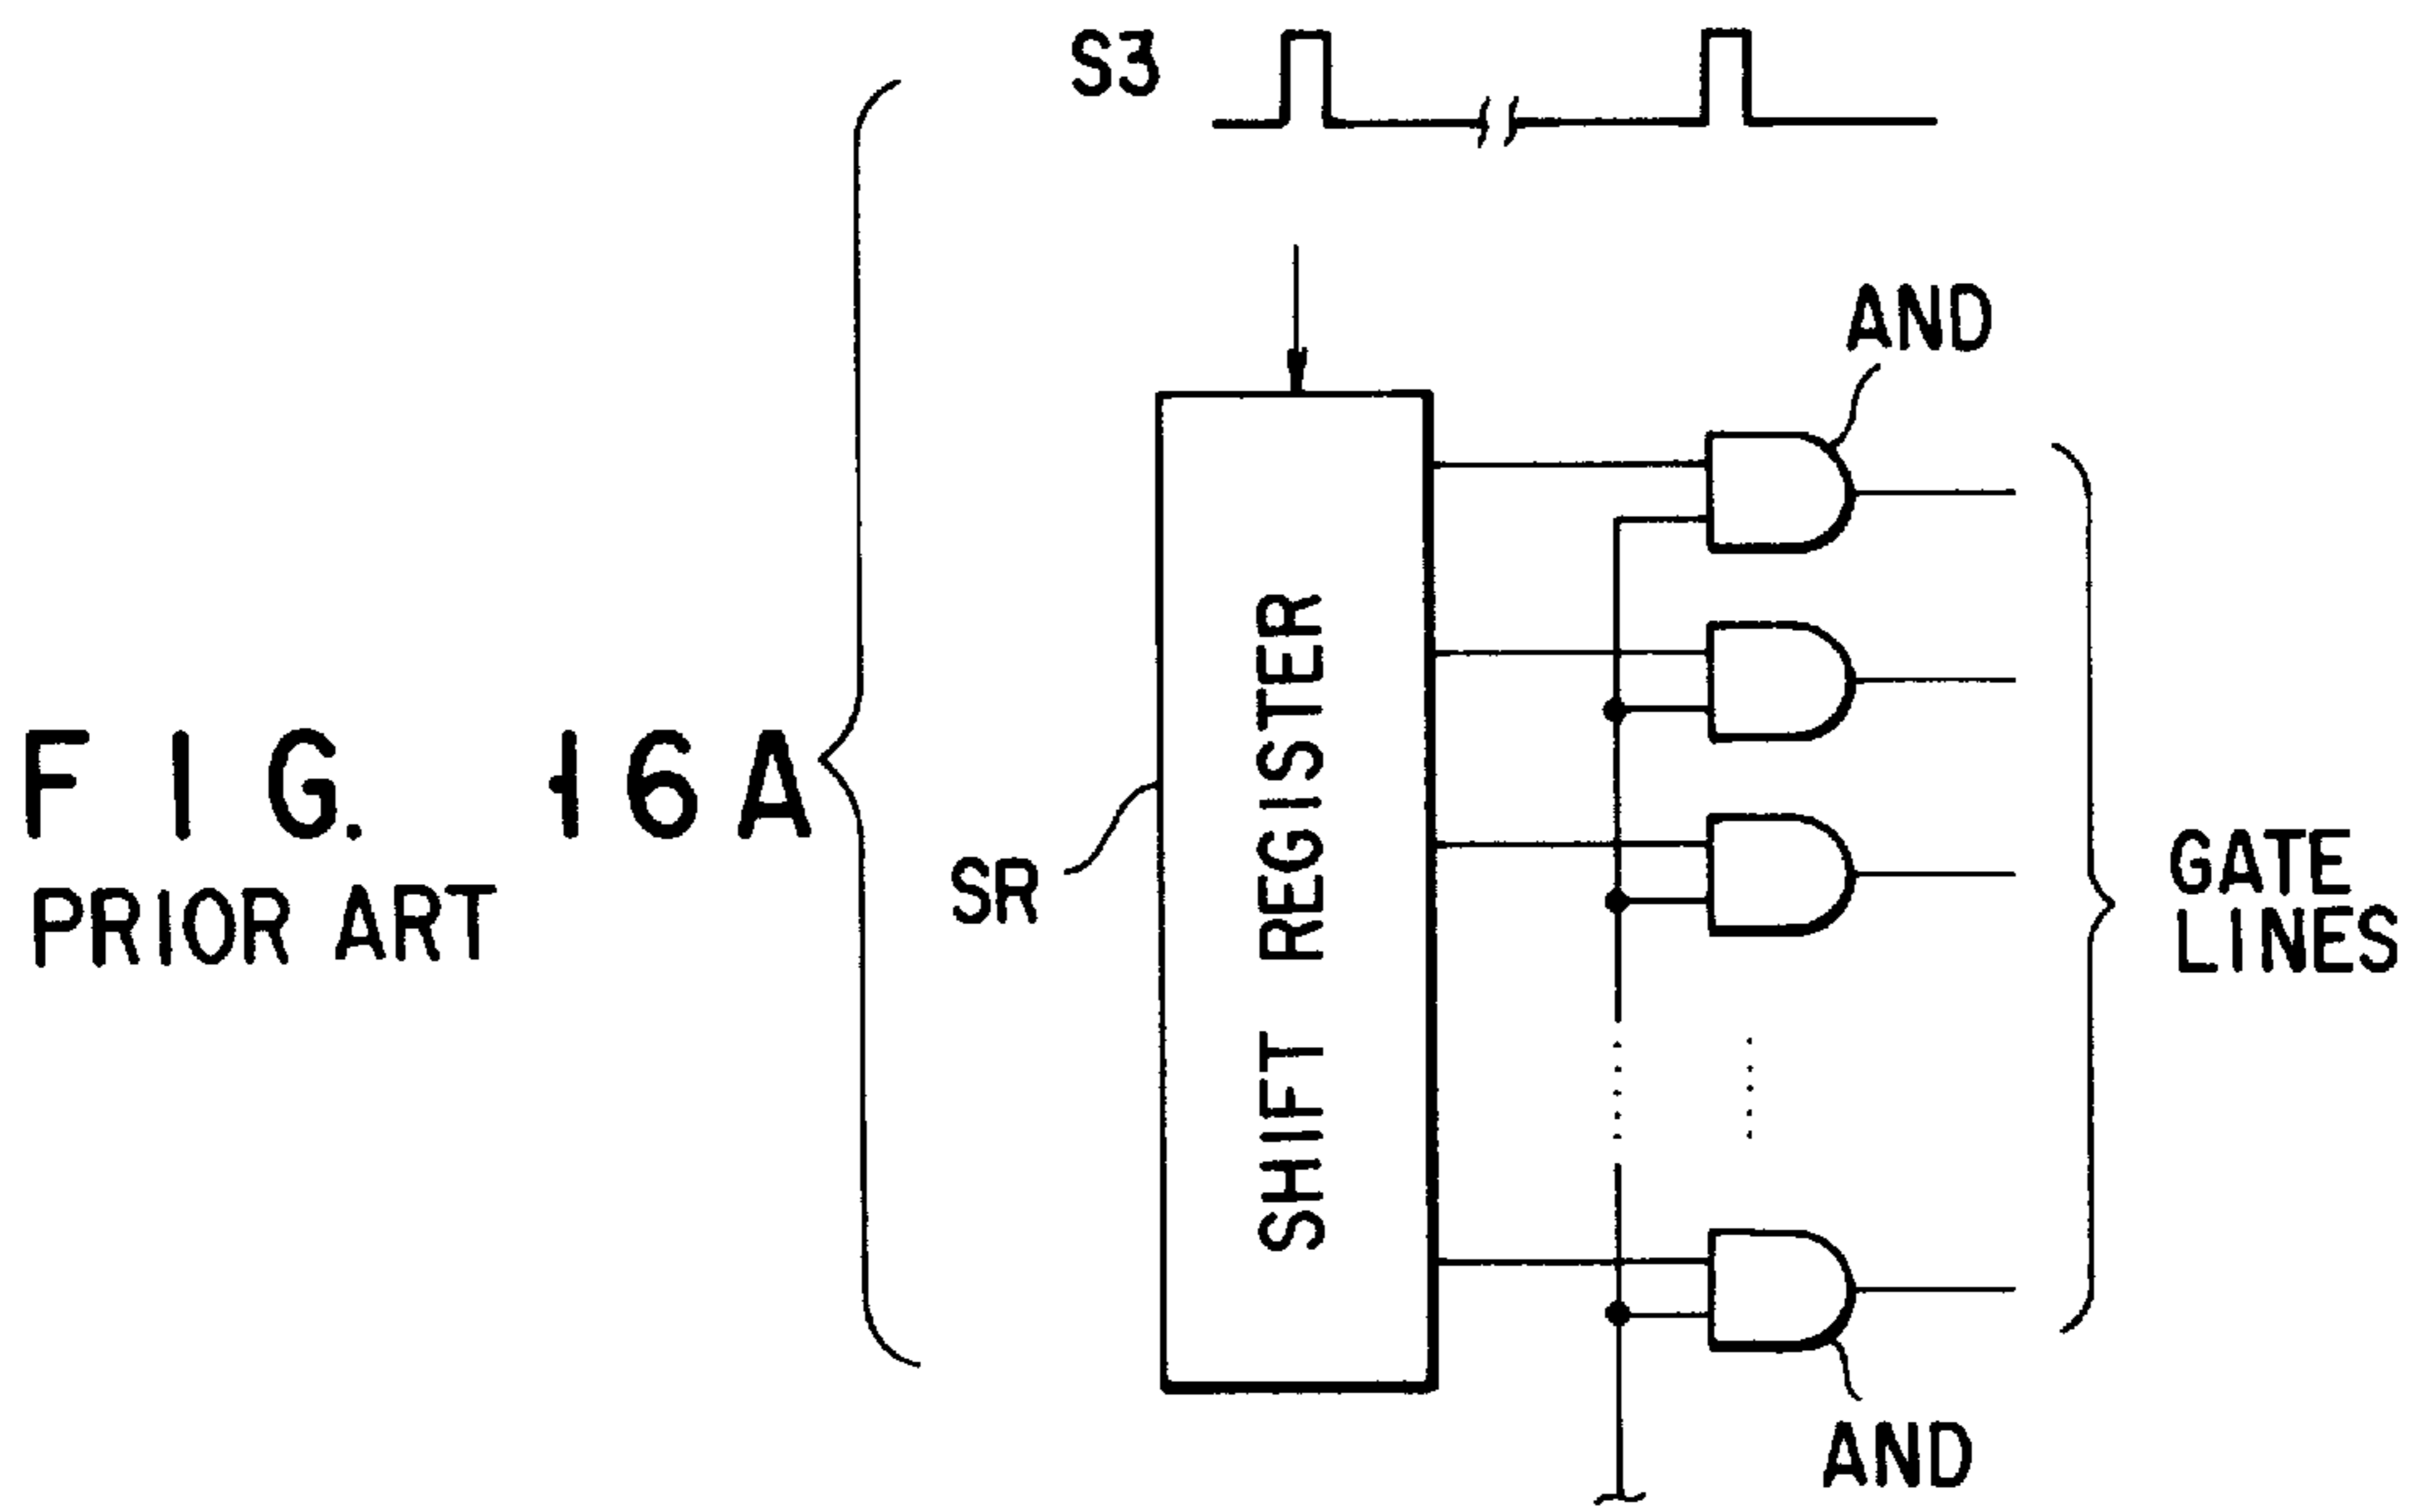 FIG. 16A
PRIOR ART
S3
SR
SHIFT REGISTER
AND
AND
GATE
LINES